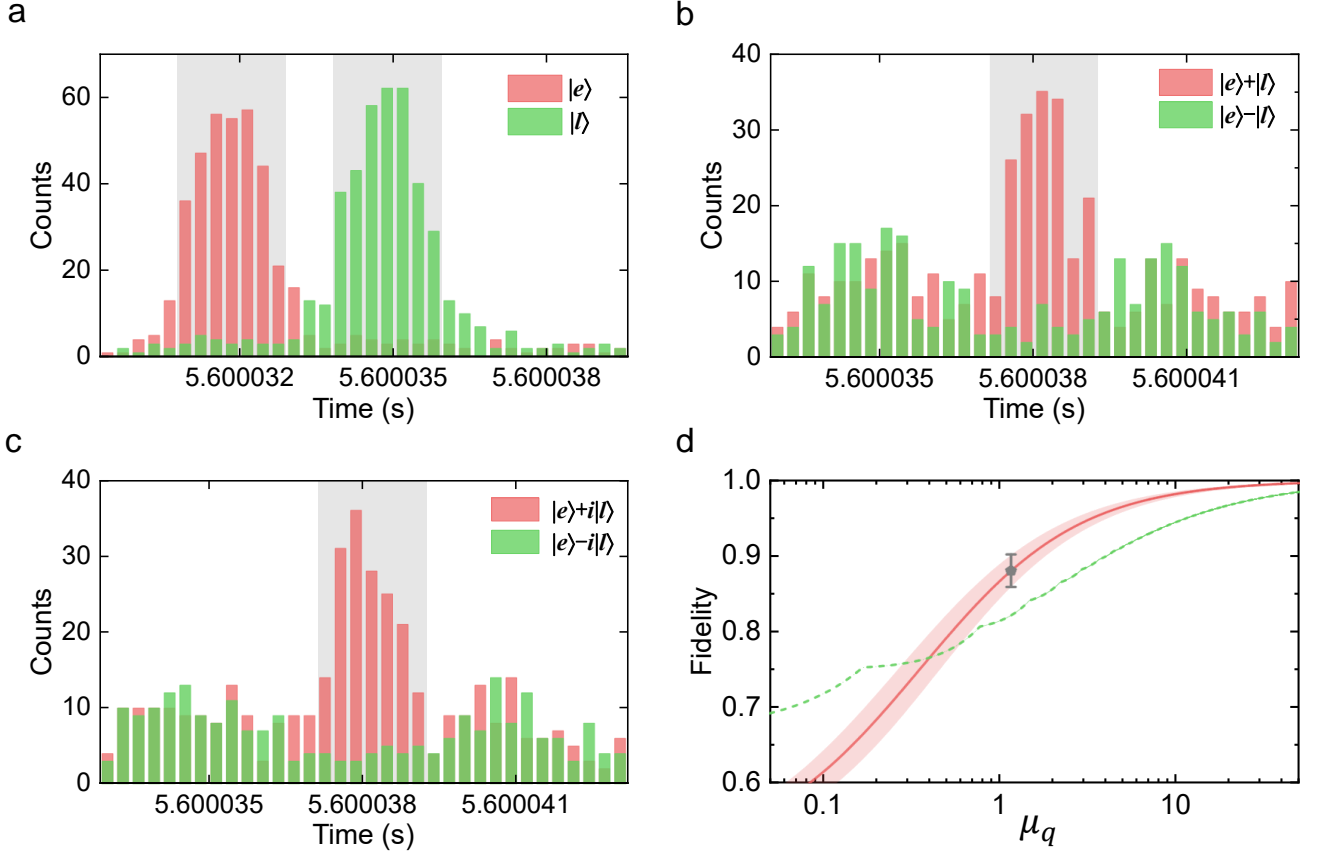 a
60
40
20
0
Counts
|e⟩
|l⟩
5.600032
5.600035
5.600038
Time (s)
b
40
30
20
10
0
Counts
|e⟩+|l⟩
|e⟩−|l⟩
5.600035
5.600038
5.600041
Time (s)
c
40
30
20
10
0
Counts
|e⟩+i|l⟩
|e⟩−i|l⟩
5.600035
5.600038
5.600041
Time (s)
d
1.0
0.9
0.8
0.7
0.6
Fidelity
0.1
1
10
μq